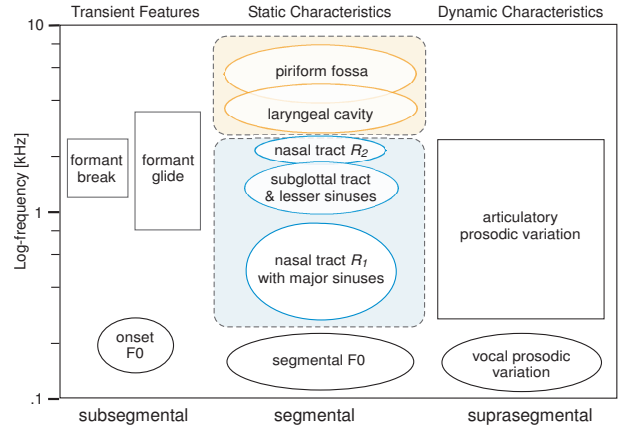 Transient Features
Static Characteristics
Dynamic Characteristics
Log-frequency [kHz]
10
1
.1
formant
break
formant
glide
onset
F0
piriform fossa
laryngeal cavity
nasal tract R2
subglottal tract
& lesser sinuses
nasal tract R1
with major sinuses
segmental F0
articulatory
prosodic variation
vocal prosodic
variation
subsegmental
segmental
suprasegmental